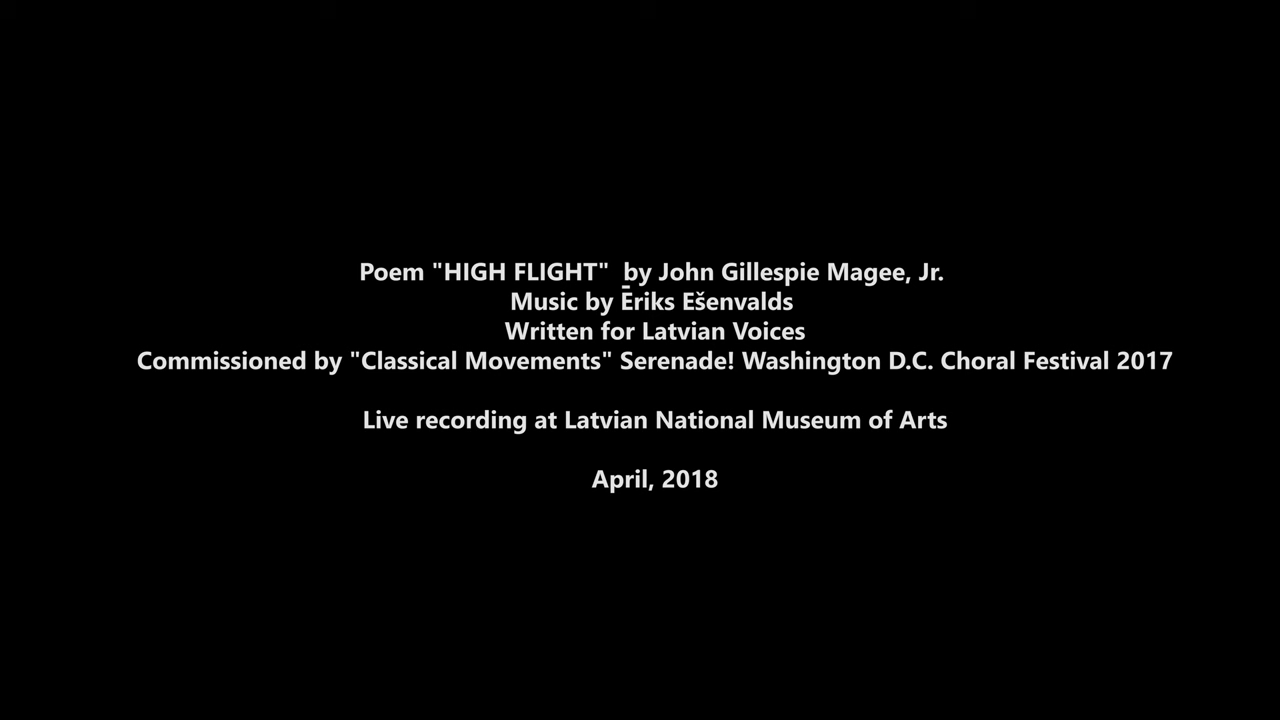 Poem "HIGH FLIGHT"  by John Gillespie Magee, Jr.
Music by Ēriks Ešenvalds
Written for Latvian Voices
Commissioned by "Classical Movements" Serenade! Washington D.C. Choral Festival 2017
Live recording at Latvian National Museum of Arts
April, 2018